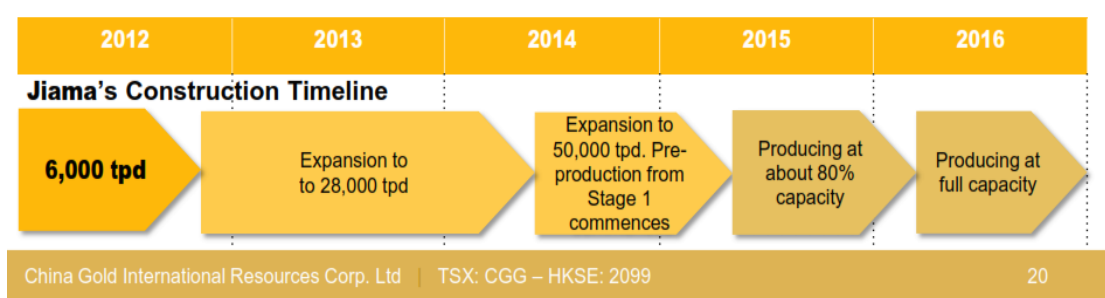 2012 2013 2014 2015 2016
Jiama's Construction Timeline
6,000 tpd
Expansion to
to 28,000 tpd
Expansion to
50,000 tpd. Pre-
production from
Stage 1
commences
Producing at
about 80%
capacity
Producing at
full capacity
China Gold International Resources Corp. Ltd | TSX: CGG – HKSE: 2099 20